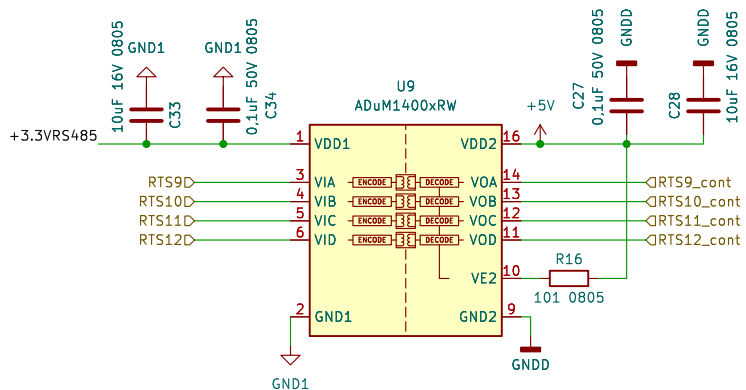 10uF 16V 0805
GND1
C33
GND1
0,1uF 50V 0805
C34
U9
ADuM1400xRW
+5V
C27
0,1uF 50V 0805
GNDD
C28
GNDD
10uF 16V 0805
+3.3VRS485
1 VDD1
VDD2 16
RTS9 3 VIA ENCODE DECODE VOA 14 RTS9_cont
RTS10 4 VIB ENCODE DECODE VOB 13 RTS10_cont
RTS11 5 VIC ENCODE DECODE VOC 12 RTS11_cont
RTS12 6 VID ENCODE DECODE VOD 11 RTS12_cont
VE2 10
R16
101 0805
2 GND1
GND2 9
GND1
GNDD